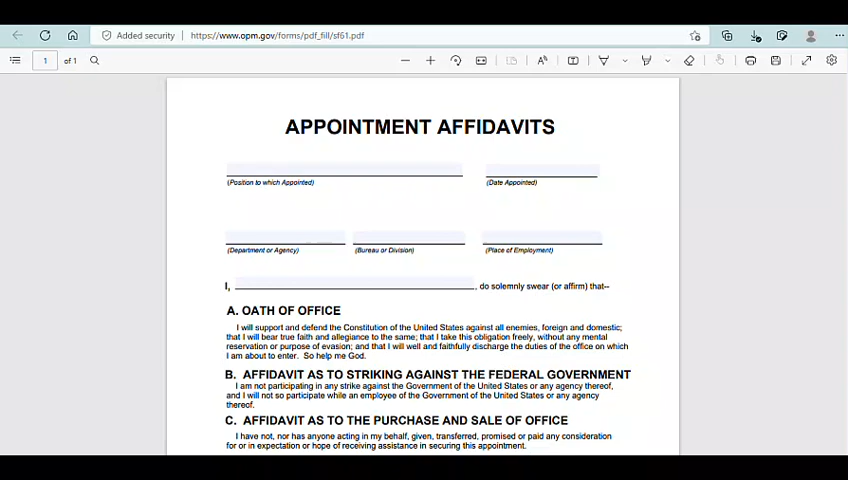 Added security https://www.opm.gov/forms/pdf_fill/sf61.pdf
1 of 1
APPOINTMENT AFFIDAVITS
(Position to which Appointed) (Date Appointed)
(Department or Agency) (Bureau or Division) (Place of Employment)
I, , do solemnly swear (or affirm) that--
A. OATH OF OFFICE
I will support and defend the Constitution of the United States against all enemies, foreign and domestic;
that I will bear true faith and allegiance to the same; that I take this obligation freely, without any mental
reservation or purpose of evasion; and that I will well and faithfully discharge the duties of the office on which
I am about to enter. So help me God.
B. AFFIDAVIT AS TO STRIKING AGAINST THE FEDERAL GOVERNMENT
I am not participating in any strike against the Government of the United States or any agency thereof,
and I will not so participate while an employee of the Government of the United States or any agency
thereof.
C. AFFIDAVIT AS TO THE PURCHASE AND SALE OF OFFICE
I have not, nor has anyone acting in my behalf, given, transferred, promised or paid any consideration
for or in expectation or hope of receiving assistance in securing this appointment.